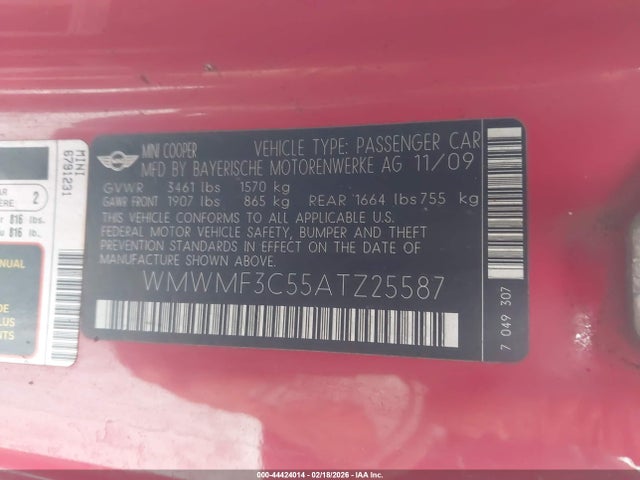 MINI COOPER VEHICLE TYPE: PASSENGER CAR
MFD BY BAYERISCHE MOTORENWERKE AG 11/09
GVWR 3461 lbs 1570 kg
GAWR FRONT 1907 lbs 865 kg REAR 1664 lbs 755 kg
THIS VEHICLE CONFORMS TO ALL APPLICABLE U.S.
FEDERAL MOTOR VEHICLE SAFETY, BUMPER AND THEFT
PREVENTION STANDARDS IN EFFECT ON THE DATE OF
MANUFACTURE SHOWN ABOVE.
WMWMF3C55ATZ25587
7 049 307
MINI
6791231
2
816 lbs.
816 lb.
ANUAL
PLUS
000-44424014 - 02/18/2026 - IAA Inc.